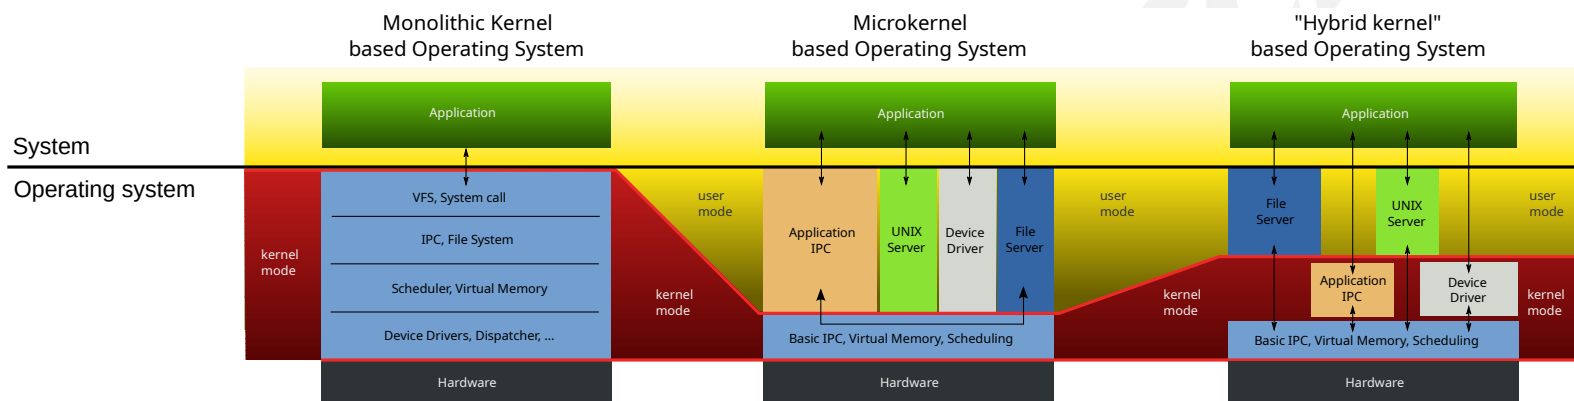 Monolithic Kernel
based Operating System
Microkernel
based Operating System
"Hybrid kernel"
based Operating System
Application
Application
Application
System
Operating system
VFS, System call
IPC, File System
Scheduler, Virtual Memory
Device Drivers, Dispatcher, ...
kernel
mode
Hardware
user
mode
kernel
mode
Application
IPC
UNIX
Server
Device
Driver
File
Server
Basic IPC, Virtual Memory, Scheduling
Hardware
user
mode
kernel
mode
File
Server
UNIX
Server
user
mode
Application
IPC
Device
Driver
kernel
mode
Basic IPC, Virtual Memory, Scheduling
Hardware